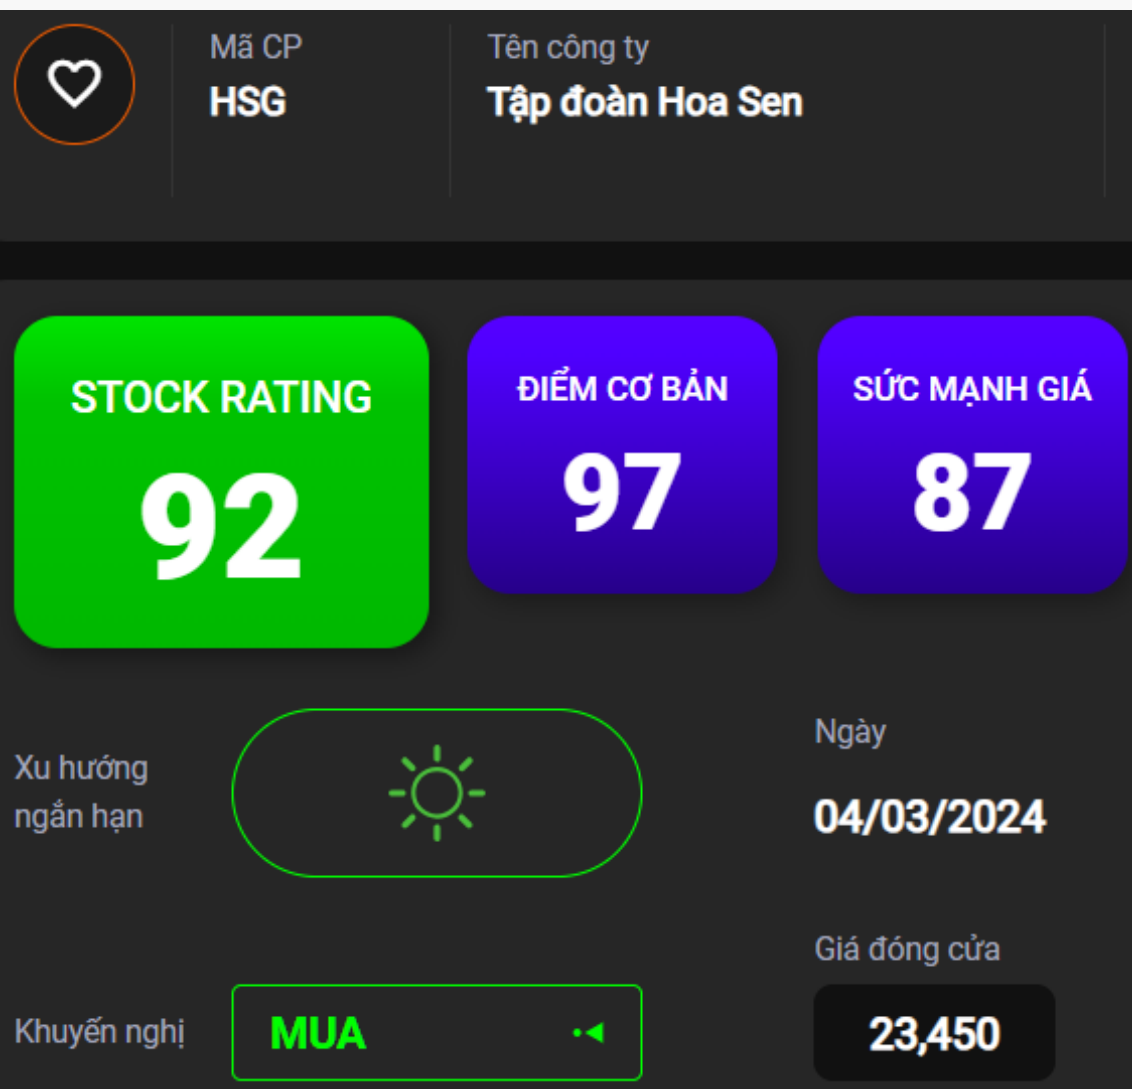 Mã CP
HSG
Tên công ty
Tập đoàn Hoa Sen
STOCK RATING
92
ĐIỂM CƠ BẢN
97
SỨC MẠNH GIÁ
87
Xu hướng
ngắn hạn
Ngày
04/03/2024
Khuyến nghị
MUA
Giá đóng cửa
23,450